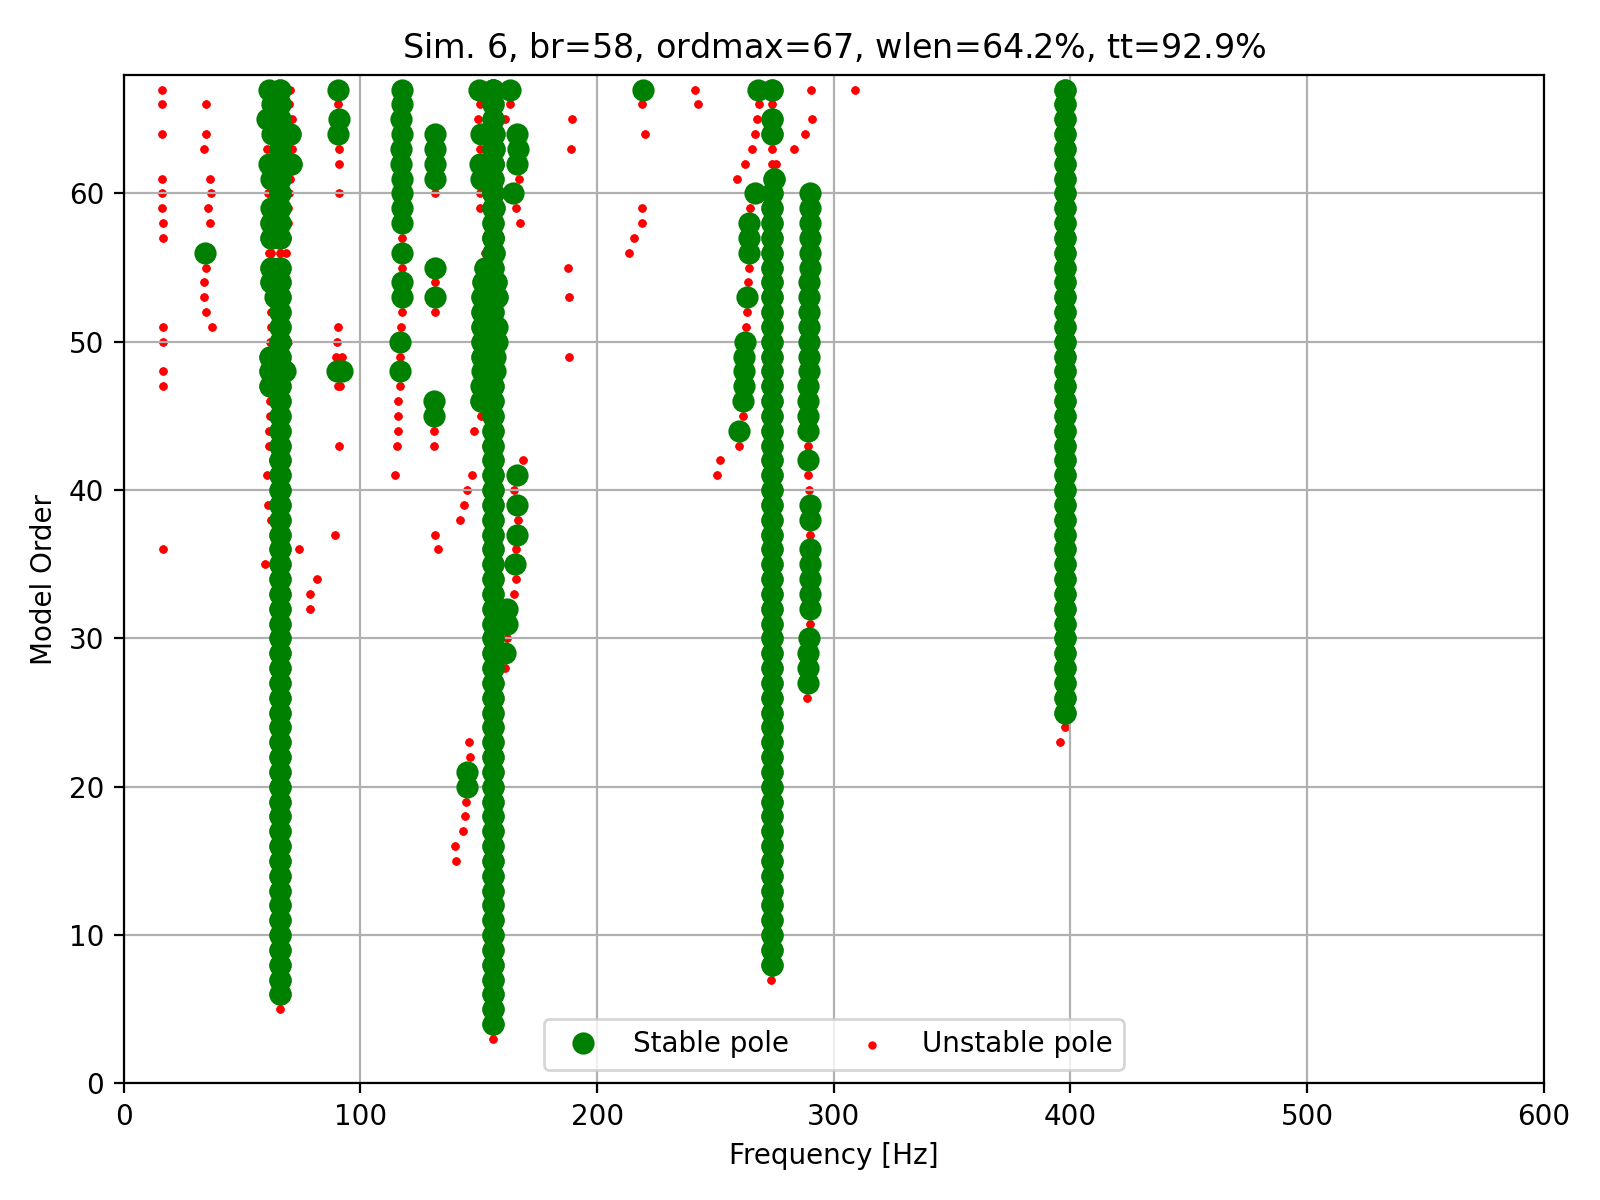 Sim. 6, br=58, ordmax=67, wlen=64.2%, tt=92.9%
60
50
40
30
20
10
0
Model Order
Stable pole
Unstable pole
0 100 200 300 400 500 600
Frequency [Hz]